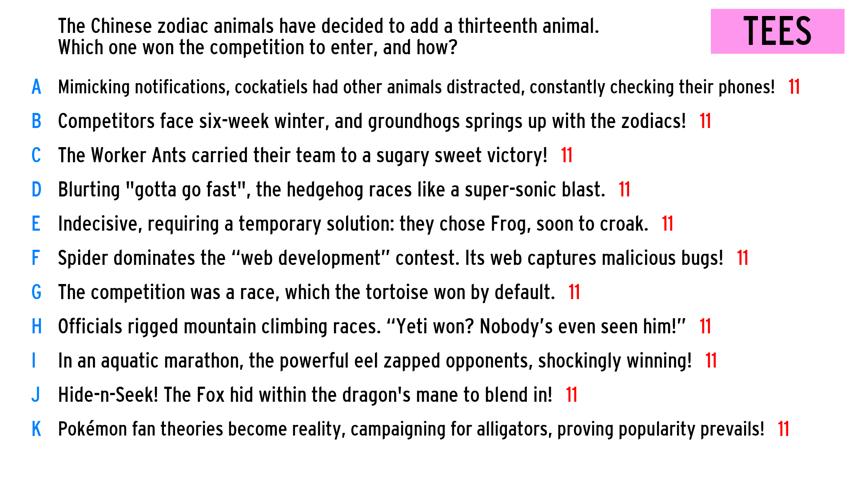 The Chinese zodiac animals have decided to add a thirteenth animal.
Which one won the competition to enter, and how?
TEES
A Mimicking notifications, cockatiels had other animals distracted, constantly checking their phones! 11
B Competitors face six-week winter, and groundhogs springs up with the zodiacs! 11
C The Worker Ants carried their team to a sugary sweet victory! 11
D Blurting "gotta go fast", the hedgehog races like a super-sonic blast. 11
E Indecisive, requiring a temporary solution: they chose Frog, soon to croak. 11
F Spider dominates the “web development” contest. Its web captures malicious bugs! 11
G The competition was a race, which the tortoise won by default. 11
H Officials rigged mountain climbing races. “Yeti won? Nobody’s even seen him!” 11
I In an aquatic marathon, the powerful eel zapped opponents, shockingly winning! 11
J Hide-n-Seek! The Fox hid within the dragon's mane to blend in! 11
K Pokémon fan theories become reality, campaigning for alligators, proving popularity prevails! 11